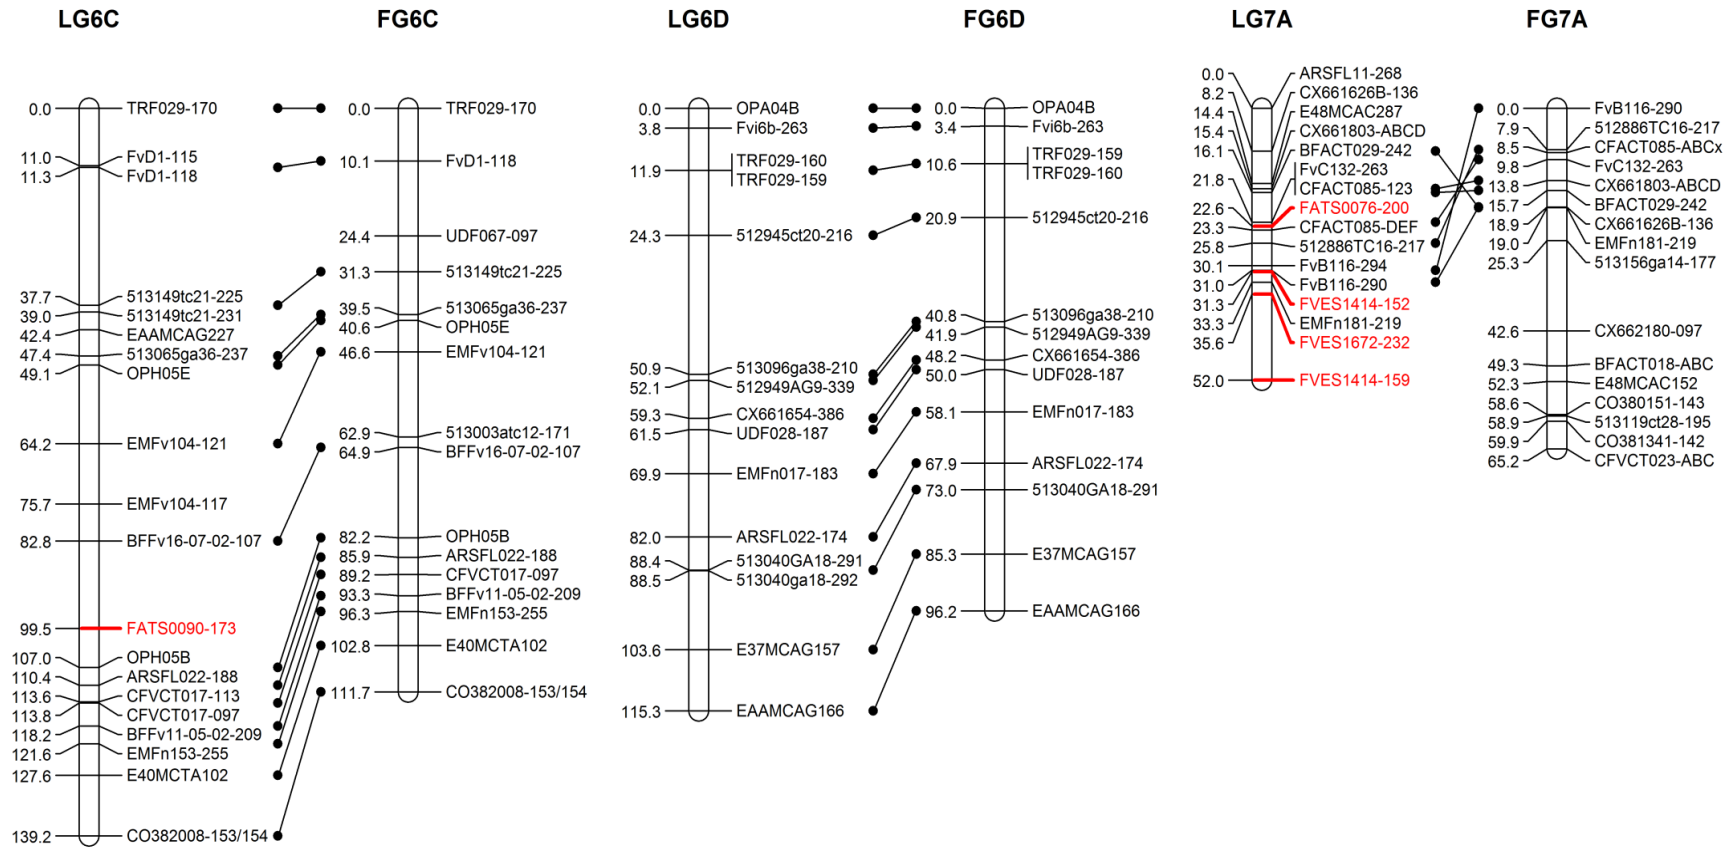 LG6C
0.0 TRF029-170
11.0 FvD1-115
11.3 FvD1-118
37.7 513149tc21-225
39.0 513149tc21-231
42.4 EAAMCAG227
47.4 513065ga36-237
49.1 OPH05E
64.2 EMFv104-121
75.7 EMFv104-117
82.8 BFFv16-07-02-107
99.5 FATS0090-173
107.0 OPH05B
110.4 ARSFL022-188
113.6 CFVCT017-113
113.8 CFVCT017-097
118.2 BFFv11-05-02-209
121.6 EMFn153-255
127.6 E40MCTA102
139.2 CO382008-153/154
FG6C
0.0 TRF029-170
10.1 FvD1-118
24.4 UDF067-097
31.3 513149tc21-225
39.5 513065ga36-237
40.6 OPH05E
46.6 EMFv104-121
62.9 513003atc12-171
64.9 BFFv16-07-02-107
82.2 OPH05B
85.9 ARSFL022-188
89.2 CFVCT017-097
93.3 BFFv11-05-02-209
96.3 EMFn153-255
102.8 E40MCTA102
111.7 CO382008-153/154
LG6D
0.0 OPA04B
3.8 Fvi6b-263
11.9 TRF029-160
TRF029-159
24.3 512945ct20-216
50.9 513096ga38-210
52.1 512949AG9-339
59.3 CX661654-386
61.5 UDF028-187
69.9 EMFn017-183
82.0 ARSFL022-174
88.4 513040GA18-291
88.5 513040ga18-292
103.6 E37MCAG157
115.3 EAAMCAG166
FG6D
0.0 OPA04B
3.4 Fvi6b-263
10.6 TRF029-159
TRF029-160
20.9 512945ct20-216
40.8 513096ga38-210
41.9 512949AG9-339
48.2 CX661654-386
50.0 UDF028-187
58.1 EMFn017-183
67.9 ARSFL022-174
73.0 513040GA18-291
85.3 E37MCAG157
96.2 EAAMCAG166
LG7A
0.0 ARSFL11-268
8.2 CX661626B-136
14.4 E48MCAC287
15.4 CX661803-ABCD
16.1 BFACT029-242
21.8 FvC132-263
CFACT085-123
22.6 FATS0076-200
23.3 CFACT085-DEF
25.8 512886TC16-217
30.1 FvB116-294
31.0 FvB116-290
31.3 FVES1414-152
33.3 EMFn181-219
35.6 FVES1672-232
52.0 FVES1414-159
FG7A
0.0 FvB116-290
7.9 512886TC16-217
8.5 CFACT085-ABCx
9.8 FvC132-263
13.8 CX661803-ABCD
15.7 BFACT029-242
18.9 CX661626B-136
19.0 EMFn181-219
25.3 513156ga14-177
42.6 CX662180-097
49.3 BFACT018-ABC
52.3 E48MCAC152
58.6 CO380151-143
58.9 513119ct28-195
59.9 CO381341-142
65.2 CFVCT023-ABC